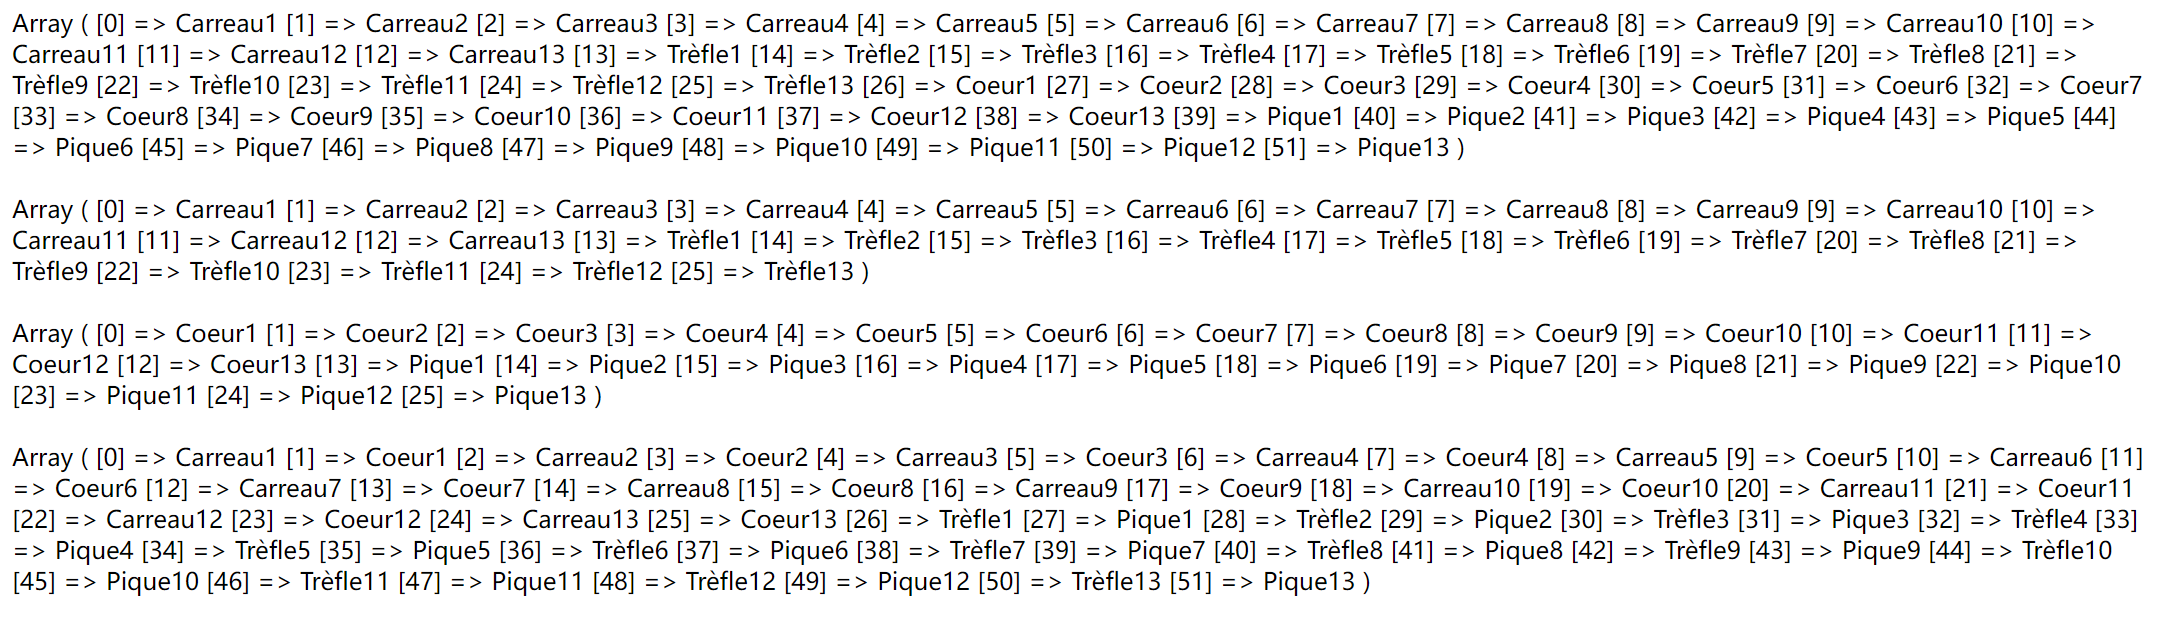 Array ( [0] => Carreau1 [1] => Carreau2 [2] => Carreau3 [3] => Carreau4 [4] => Carreau5 [5] => Carreau6 [6] => Carreau7 [7] => Carreau8 [8] => Carreau9 [9] => Carreau10 [10] =>
Carreau11 [11] => Carreau12 [12] => Carreau13 [13] => Trèfle1 [14] => Trèfle2 [15] => Trèfle3 [16] => Trèfle4 [17] => Trèfle5 [18] => Trèfle6 [19] => Trèfle7 [20] => Trèfle8 [21] =>
Trèfle9 [22] => Trèfle10 [23] => Trèfle11 [24] => Trèfle12 [25] => Trèfle13 [26] => Coeur1 [27] => Coeur2 [28] => Coeur3 [29] => Coeur4 [30] => Coeur5 [31] => Coeur6 [32] => Coeur7
[33] => Coeur8 [34] => Coeur9 [35] => Coeur10 [36] => Coeur11 [37] => Coeur12 [38] => Coeur13 [39] => Pique1 [40] => Pique2 [41] => Pique3 [42] => Pique4 [43] => Pique5 [44]
=> Pique6 [45] => Pique7 [46] => Pique8 [47] => Pique9 [48] => Pique10 [49] => Pique11 [50] => Pique12 [51] => Pique13 )
Array ( [0] => Carreau1 [1] => Carreau2 [2] => Carreau3 [3] => Carreau4 [4] => Carreau5 [5] => Carreau6 [6] => Carreau7 [7] => Carreau8 [8] => Carreau9 [9] => Carreau10 [10] =>
Carreau11 [11] => Carreau12 [12] => Carreau13 [13] => Trèfle1 [14] => Trèfle2 [15] => Trèfle3 [16] => Trèfle4 [17] => Trèfle5 [18] => Trèfle6 [19] => Trèfle7 [20] => Trèfle8 [21] =>
Trèfle9 [22] => Trèfle10 [23] => Trèfle11 [24] => Trèfle12 [25] => Trèfle13 )
Array ( [0] => Coeur1 [1] => Coeur2 [2] => Coeur3 [3] => Coeur4 [4] => Coeur5 [5] => Coeur6 [6] => Coeur7 [7] => Coeur8 [8] => Coeur9 [9] => Coeur10 [10] => Coeur11 [11] =>
Coeur12 [12] => Coeur13 [13] => Pique1 [14] => Pique2 [15] => Pique3 [16] => Pique4 [17] => Pique5 [18] => Pique6 [19] => Pique7 [20] => Pique8 [21] => Pique9 [22] => Pique10
[23] => Pique11 [24] => Pique12 [25] => Pique13 )
Array ( [0] => Carreau1 [1] => Coeur1 [2] => Carreau2 [3] => Coeur2 [4] => Carreau3 [5] => Coeur3 [6] => Carreau4 [7] => Coeur4 [8] => Carreau5 [9] => Coeur5 [10] => Carreau6 [11]
=> Coeur6 [12] => Carreau7 [13] => Coeur7 [14] => Carreau8 [15] => Coeur8 [16] => Carreau9 [17] => Coeur9 [18] => Carreau10 [19] => Coeur10 [20] => Carreau11 [21] => Coeur11
[22] => Carreau12 [23] => Coeur12 [24] => Carreau13 [25] => Coeur13 [26] => Trèfle1 [27] => Pique1 [28] => Trèfle2 [29] => Pique2 [30] => Trèfle3 [31] => Pique3 [32] => Trèfle4 [33]
=> Pique4 [34] => Trèfle5 [35] => Pique5 [36] => Trèfle6 [37] => Pique6 [38] => Trèfle7 [39] => Pique7 [40] => Trèfle8 [41] => Pique8 [42] => Trèfle9 [43] => Pique9 [44] => Trèfle10
[45] => Pique10 [46] => Trèfle11 [47] => Pique11 [48] => Trèfle12 [49] => Pique12 [50] => Trèfle13 [51] => Pique13 )